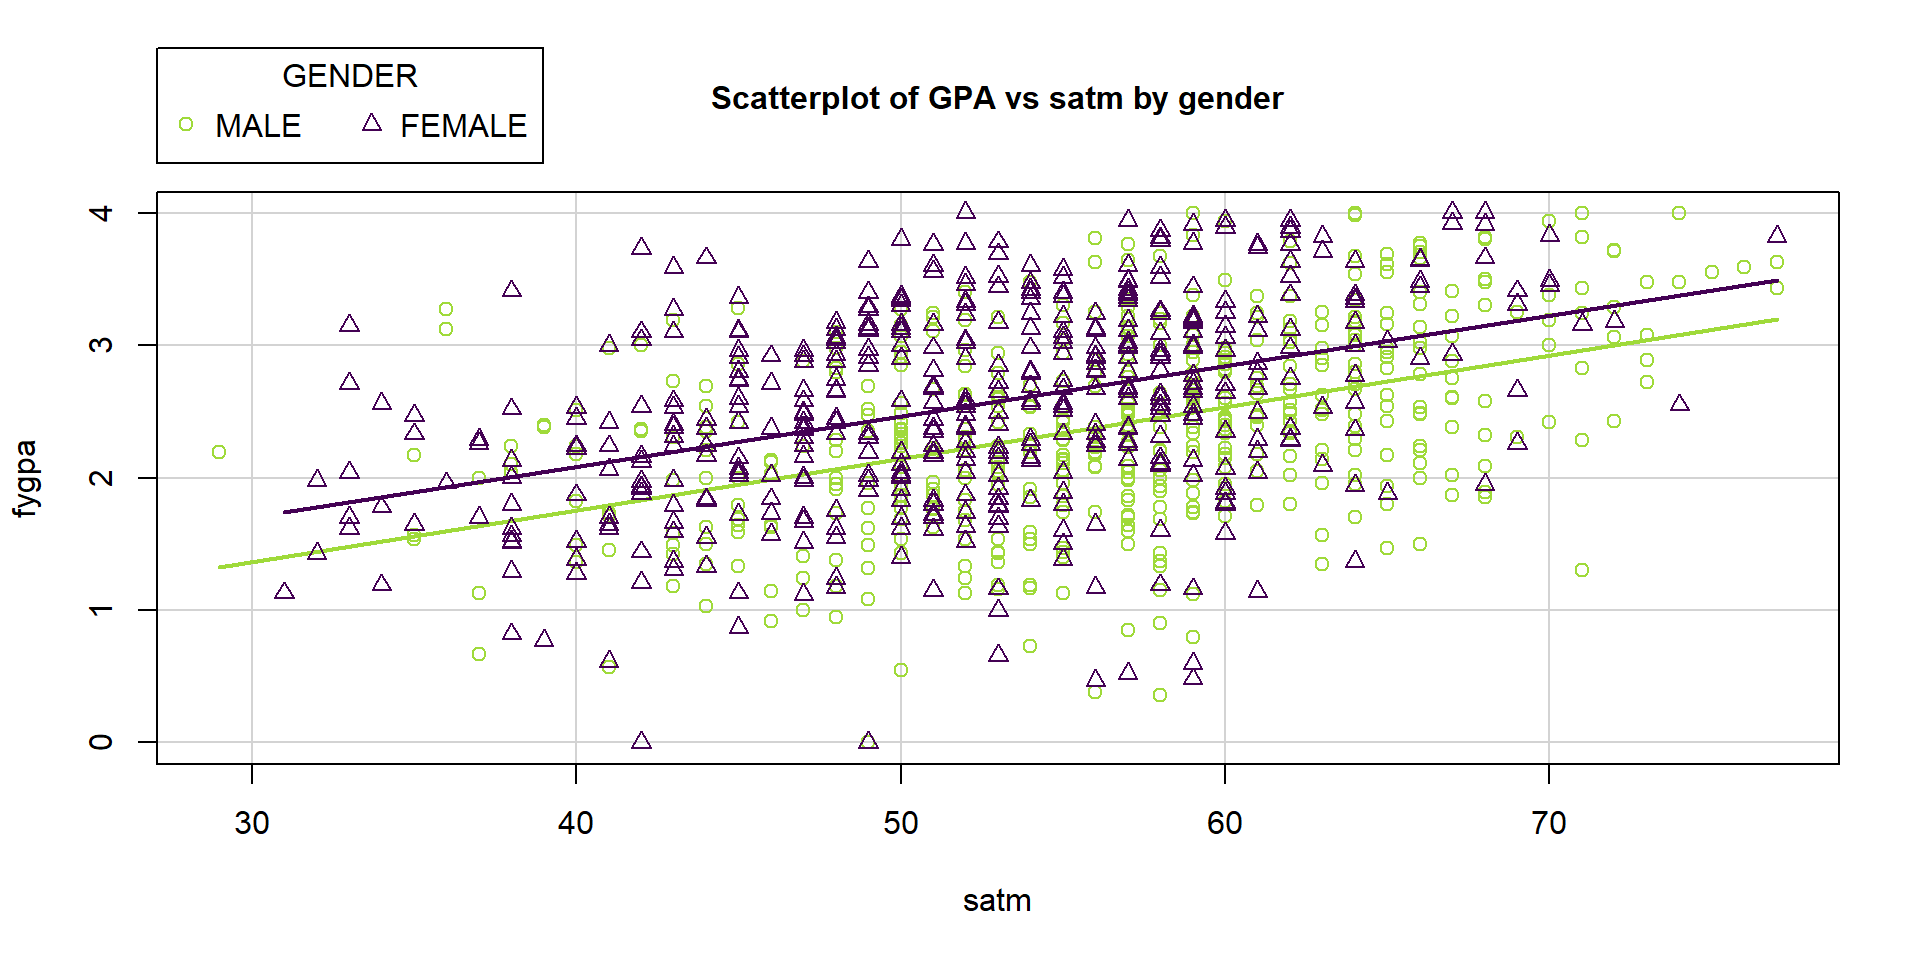 GENDER
MALE FEMALE
Scatterplot of GPA vs satm by gender
fygpa
4
3
2
1
0
30 40 50 60 70
satm